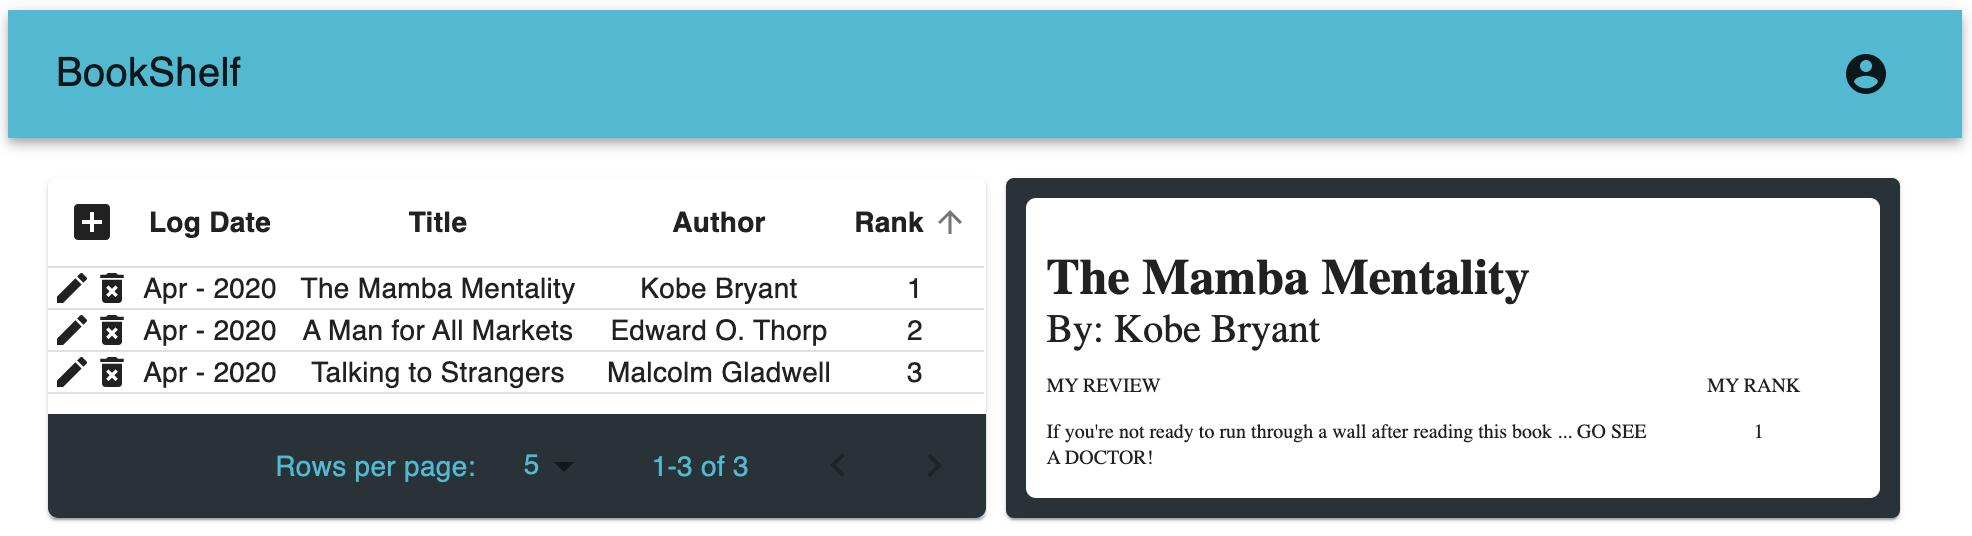 BookShelf
Log Date Title Author Rank
Apr - 2020 The Mamba Mentality Kobe Bryant 1
Apr - 2020 A Man for All Markets Edward O. Thorp 2
Apr - 2020 Talking to Strangers Malcolm Gladwell 3
Rows per page: 5 1-3 of 3
The Mamba Mentality
By: Kobe Bryant
MY REVIEW MY RANK
If you're not ready to run through a wall after reading this book ... GO SEE 1
A DOCTOR!